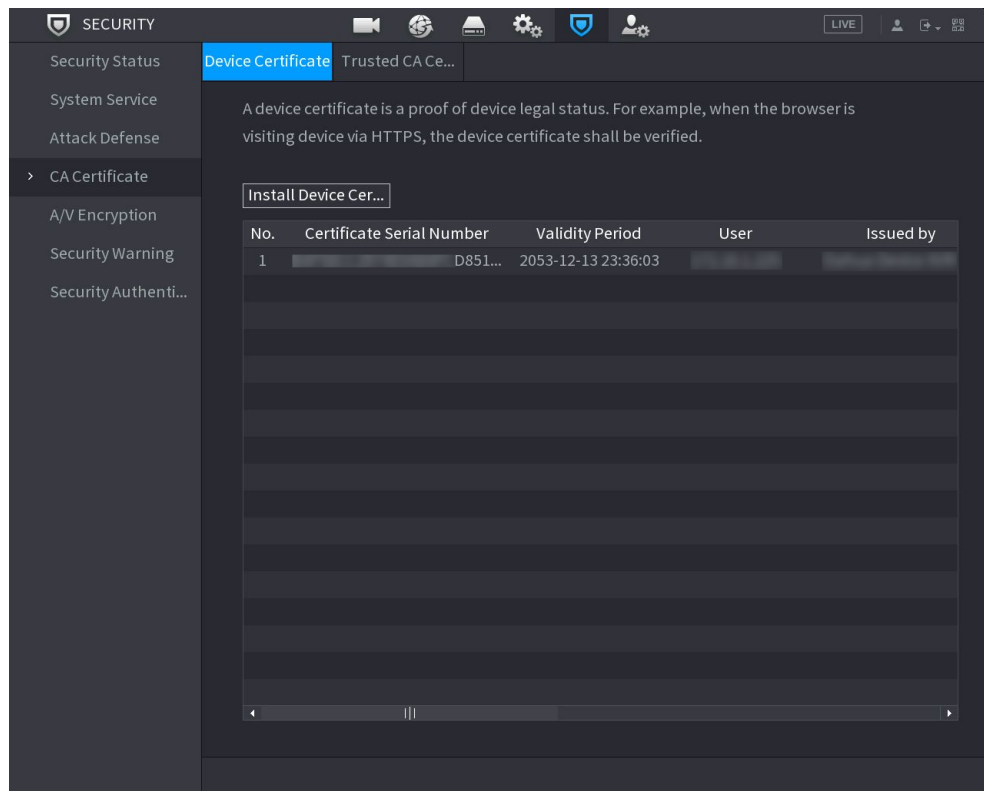 SECURITY
LIVE
Security Status
System Service
Attack Defense
CA Certificate
A/V Encryption
Security Warning
Security Authenti...
Device Certificate
Trusted CA Ce...
A device certificate is a proof of device legal status. For example, when the browser is
visiting device via HTTPS, the device certificate shall be verified.
Install Device Cer...
No. Certificate Serial Number Validity Period User Issued by
1 D851... 2053-12-13 23:36:03